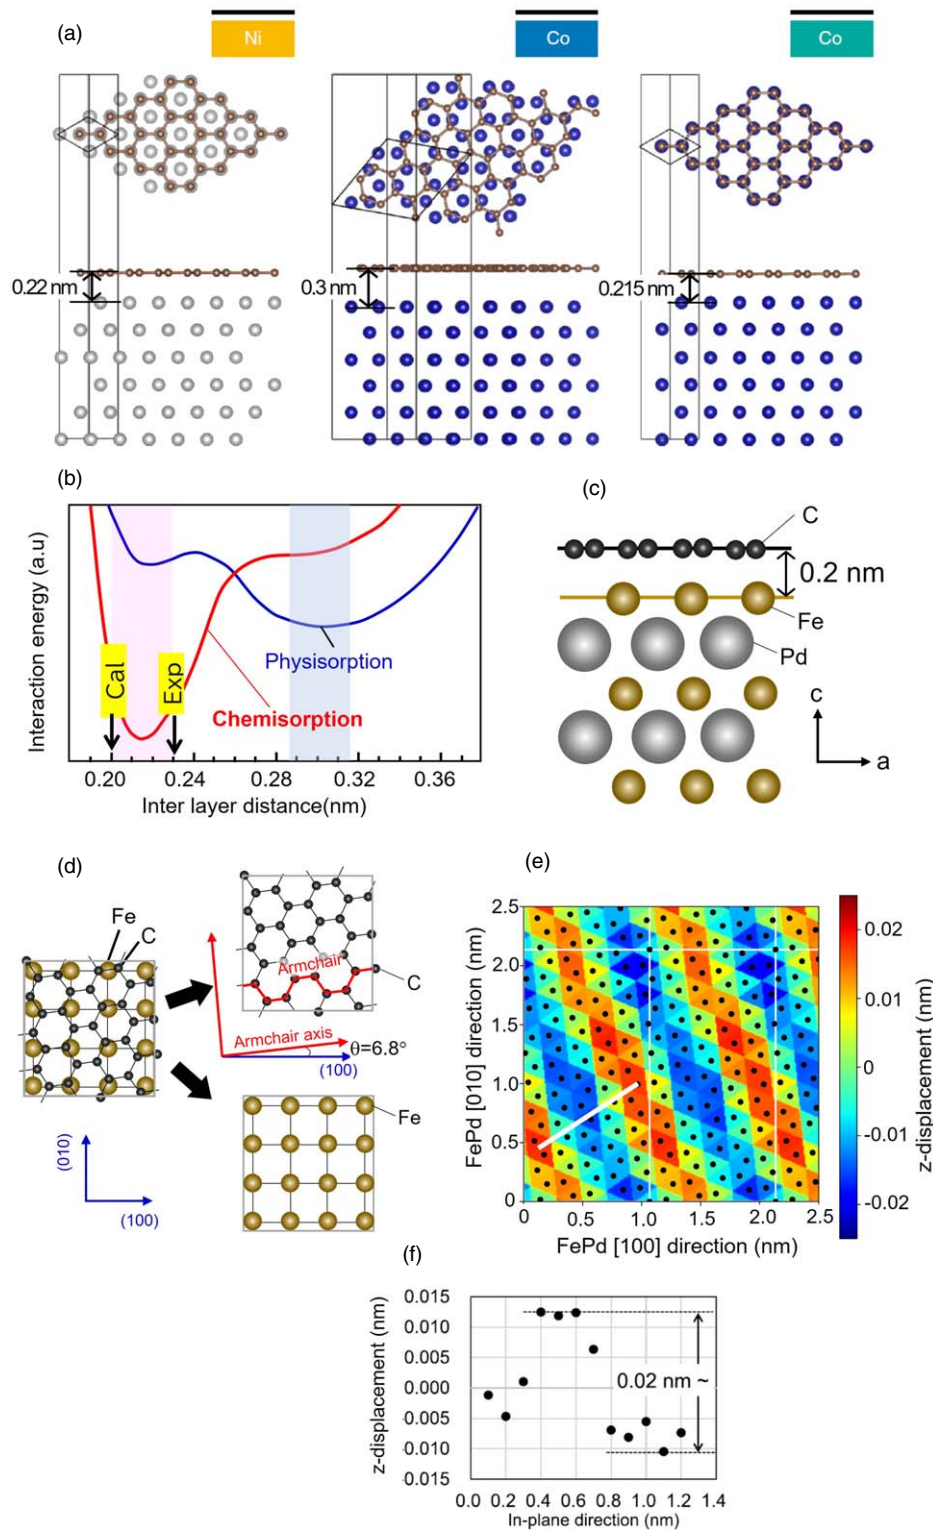 (a)
Ni
Co
Co
0.22 nm
0.3 nm
0.215 nm
(b)
Interaction energy (a.u)
Cal
Exp
Physisorption
Chemisorption
0.20 0.24 0.28 0.32 0.36
Inter layer distance(nm)
(c)
C
0.2 nm
Fe
Pd
c
a
(d)
Fe
C
Armchair
C
Armchair axis
θ=6.8°
(100)
Fe
(010)
(100)
(e)
FePd [010] direction (nm)
2.5
2.0
1.5
1.0
0.5
0
0 0.5 1.0 1.5 2.0 2.5
FePd [100] direction (nm)
0.02
0.01
0
-0.01
-0.02
z-displacement (nm)
(f)
z-displacement (nm)
0.015
0.010
0.005
0.000
-0.005
-0.010
-0.015
0.02 nm ~
0.0 0.2 0.4 0.6 0.8 1.0 1.2 1.4
In-plane direction (nm)